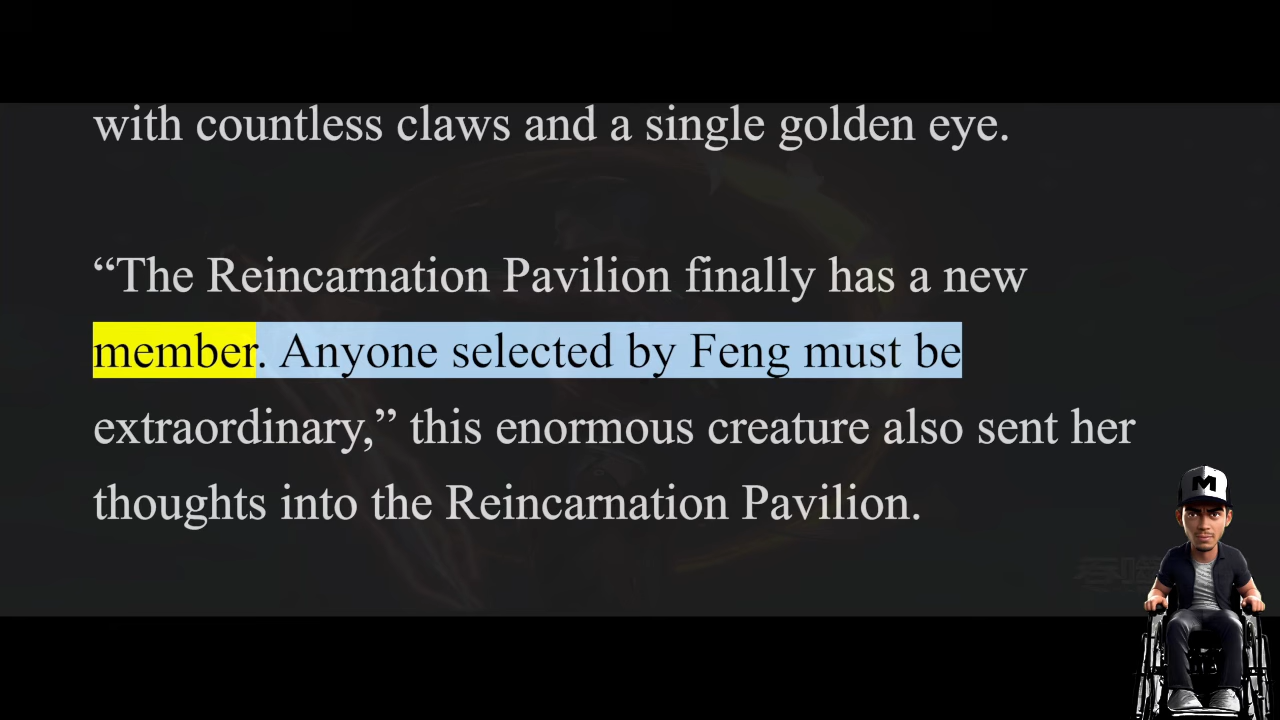 with countless claws and a single golden eye.
“The Reincarnation Pavilion finally has a new
member. Anyone selected by Feng must be
extraordinary,” this enormous creature also sent her
thoughts into the Reincarnation Pavilion.
M